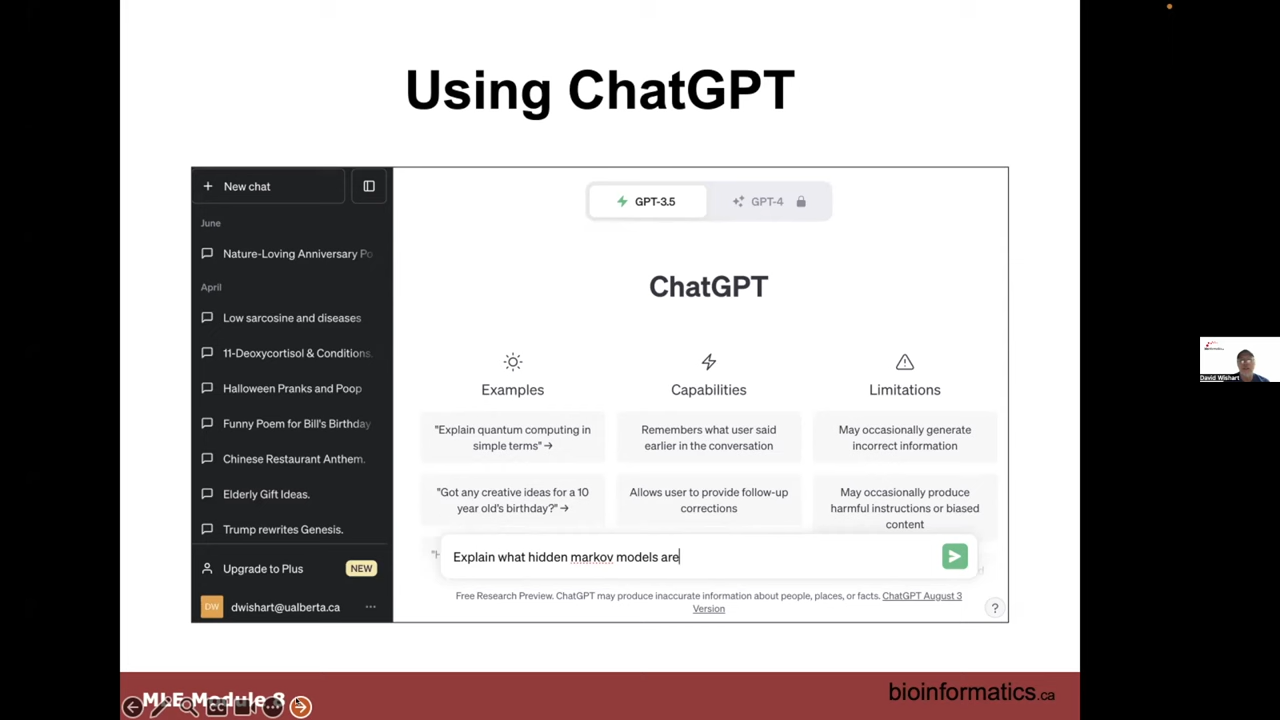 Using ChatGPT
New chat
June
Nature-Loving Anniversary Po
April
Low sarcosine and diseases
11-Deoxycortisol & Conditions.
Halloween Pranks and Poop
Funny Poem for Bill's Birthday
Chinese Restaurant Anthem.
Elderly Gift Ideas.
Trump rewrites Genesis.
Upgrade to Plus NEW
DW dwishart@ualberta.ca
GPT-3.5 GPT-4
ChatGPT
Examples
"Explain quantum computing in
simple terms" →
"Got any creative ideas for a 10
year old's birthday?" →
Capabilities
Remembers what user said
earlier in the conversation
Allows user to provide follow-up
corrections
Limitations
May occasionally generate
incorrect information
May occasionally produce
harmful instructions or biased
content
Explain what hidden markov models are
Free Research Preview. ChatGPT may produce inaccurate information about people, places, or facts. ChatGPT August 3
Version
?
MLE Module 8
bioinformatics.ca
David Wishart